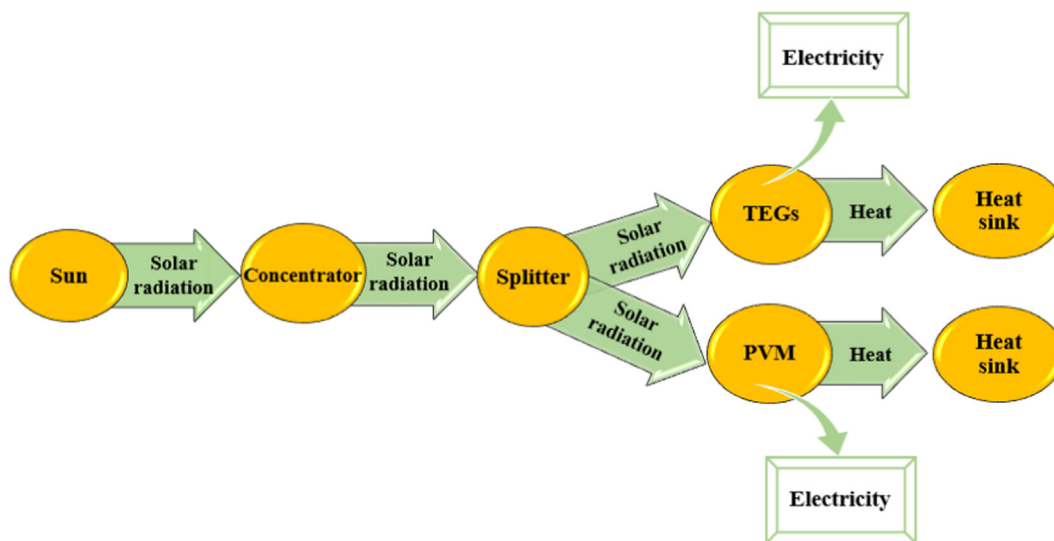 Electricity
TEGs
Heat
Heat
sink
Solar
radiation
Sun
Solar
radiation
Concentrator
Solar
radiation
Splitter
Solar
radiation
PVM
Heat
Heat
sink
Electricity